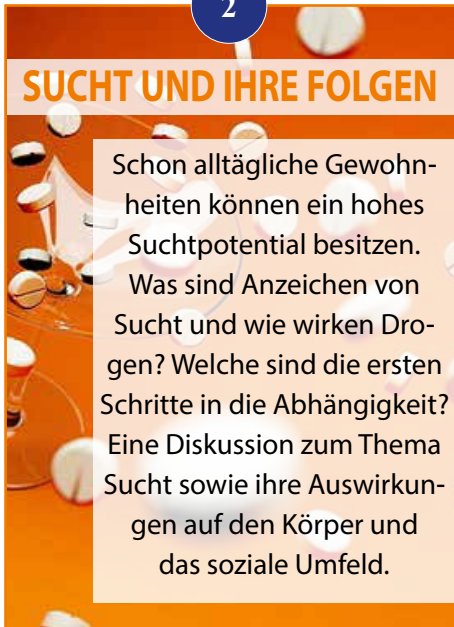 2
SUCHT UND IHRE FOLGEN
Schon alltägliche Gewohn-
heiten können ein hohes
Suchtpotential besitzen.
Was sind Anzeichen von
Sucht und wie wirken Dro-
gen? Welche sind die ersten
Schritte in die Abhängigkeit?
Eine Diskussion zum Thema
Sucht sowie ihre Auswirkun-
gen auf den Körper und
das soziale Umfeld.